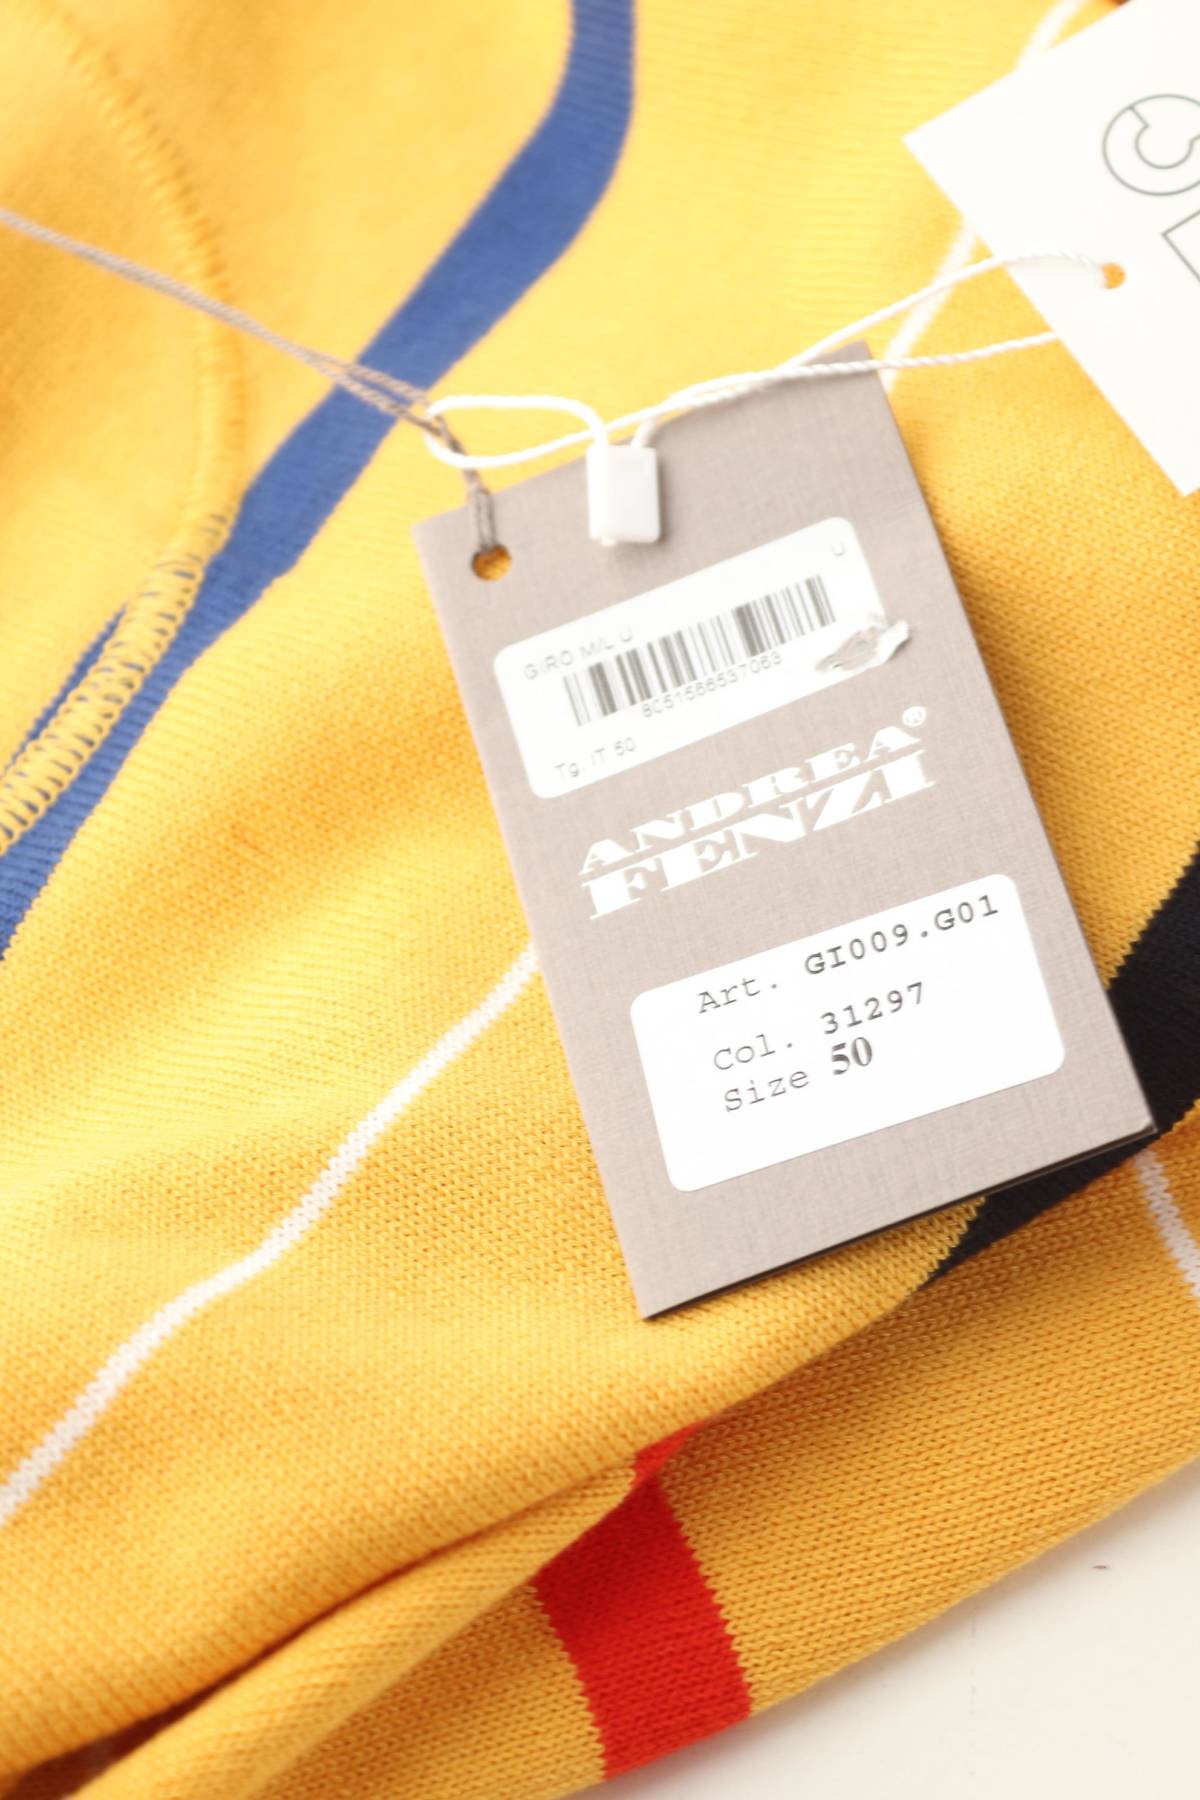 GIRO M/L U
U
8051566537063
Tg. IT 50
ANDREA®
FENZI
Art. GI009.G01
Col. 31297
Size 50